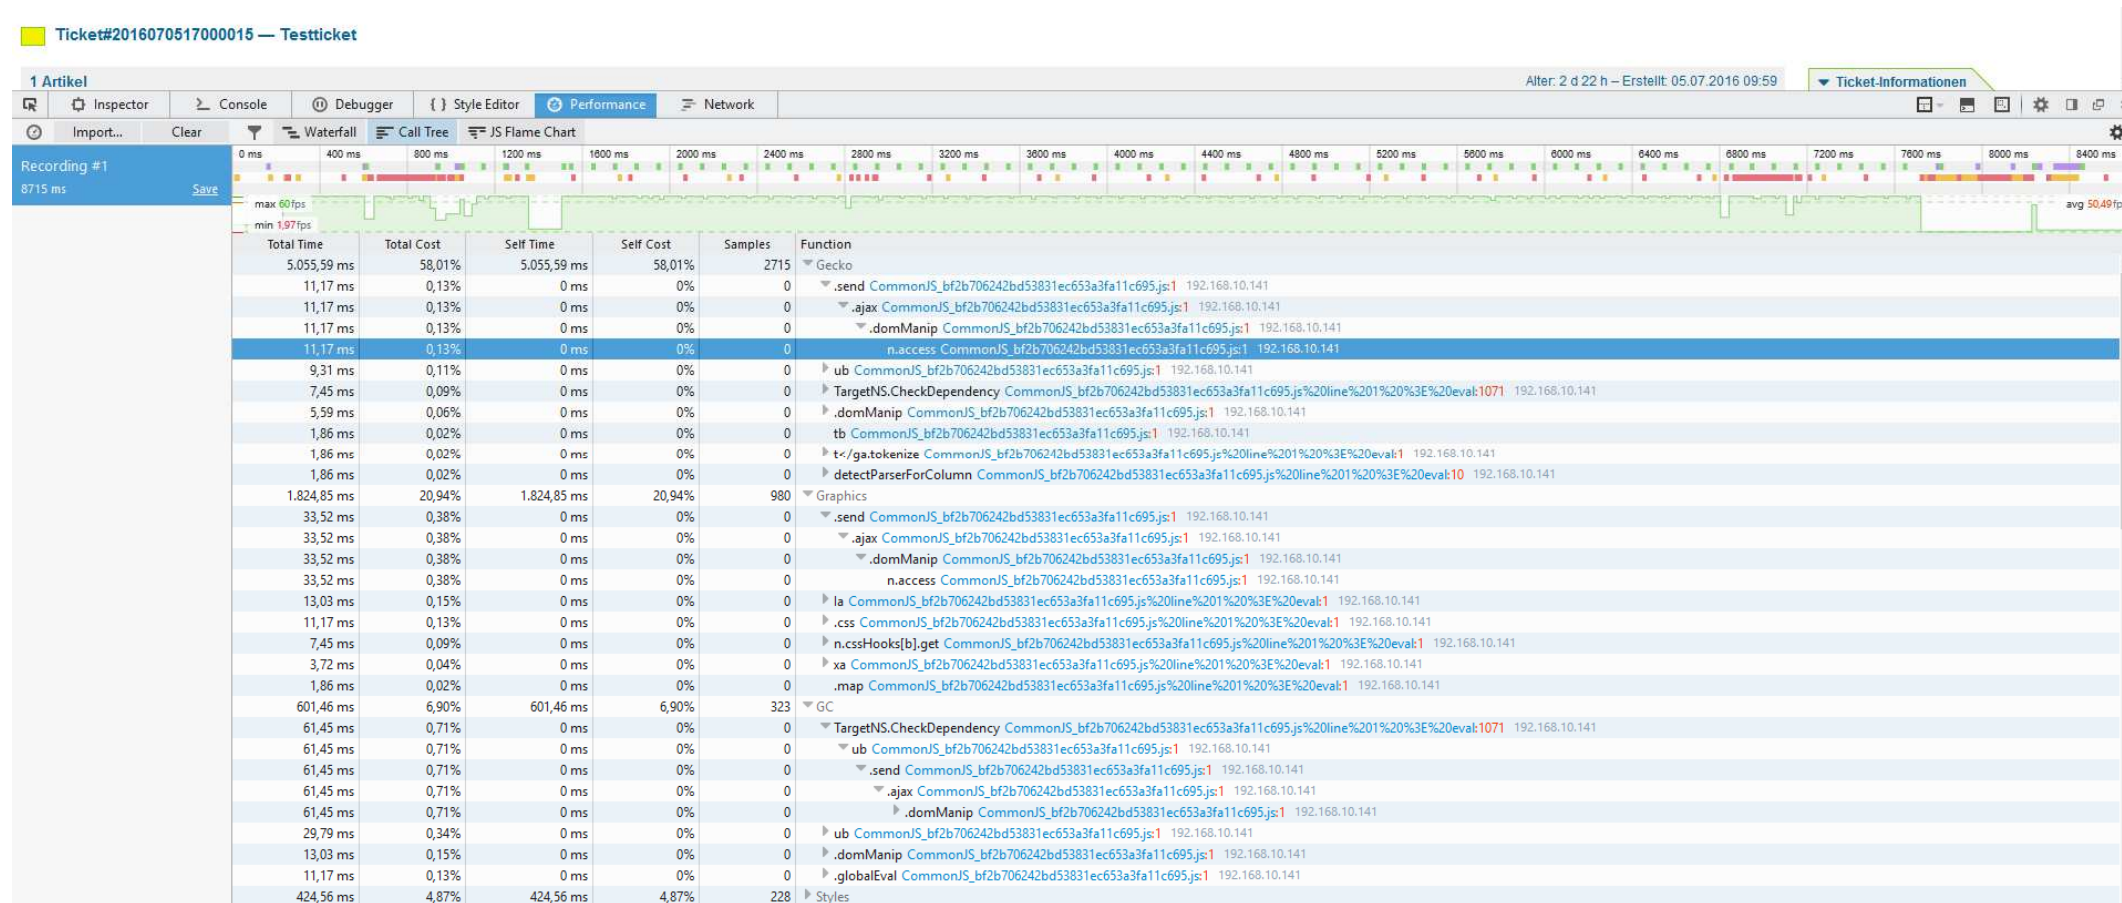 Ticket#2016070517000015 — Testticket
1 Artikel
Alter: 2 d 22 h – Erstellt: 05.07.2016 09:59
Ticket-Informationen
Inspector Console Debugger { } Style Editor Performance Network
Import... Clear Waterfall Call Tree JS Flame Chart
Recording #1
8715 ms Save
0 ms 400 ms 800 ms 1200 ms 1600 ms 2000 ms 2400 ms 2800 ms 3200 ms 3600 ms 4000 ms 4400 ms 4800 ms 5200 ms 5600 ms 6000 ms 6400 ms 6800 ms 7200 ms 7600 ms 8000 ms 8400 ms
max 60fps
avg 50,49fp
min 1,97fps
Total Time Total Cost Self Time Self Cost Samples Function
5.055,59 ms 58,01% 5.055,59 ms 58,01% 2715 Gecko
11,17 ms 0,13% 0 ms 0% 0 .send CommonJS_bf2b706242bd53831ec653a3fa11c695.js:1 192.168.10.141
11,17 ms 0,13% 0 ms 0% 0 .ajax CommonJS_bf2b706242bd53831ec653a3fa11c695.js:1 192.168.10.141
11,17 ms 0,13% 0 ms 0% 0 .domManip CommonJS_bf2b706242bd53831ec653a3fa11c695.js:1 192.168.10.141
11,17 ms 0,13% 0 ms 0% 0 n.access CommonJS_bf2b706242bd53831ec653a3fa11c695.js:1 192.168.10.141
9,31 ms 0,11% 0 ms 0% 0 ub CommonJS_bf2b706242bd53831ec653a3fa11c695.js:1 192.168.10.141
7,45 ms 0,09% 0 ms 0% 0 TargetNS.CheckDependency CommonJS_bf2b706242bd53831ec653a3fa11c695.js%20line%201%20%3E%20eval:1071 192.168.10.141
5,59 ms 0,06% 0 ms 0% 0 .domManip CommonJS_bf2b706242bd53831ec653a3fa11c695.js:1 192.168.10.141
1,86 ms 0,02% 0 ms 0% 0 tb CommonJS_bf2b706242bd53831ec653a3fa11c695.js:1 192.168.10.141
1,86 ms 0,02% 0 ms 0% 0 t</ga.tokenize CommonJS_bf2b706242bd53831ec653a3fa11c695.js%20line%201%20%3E%20eval:1 192.168.10.141
1,86 ms 0,02% 0 ms 0% 0 detectParserForColumn CommonJS_bf2b706242bd53831ec653a3fa11c695.js%20line%201%20%3E%20eval:10 192.168.10.141
1.824,85 ms 20,94% 1.824,85 ms 20,94% 980 Graphics
33,52 ms 0,38% 0 ms 0% 0 .send CommonJS_bf2b706242bd53831ec653a3fa11c695.js:1 192.168.10.141
33,52 ms 0,38% 0 ms 0% 0 .ajax CommonJS_bf2b706242bd53831ec653a3fa11c695.js:1 192.168.10.141
33,52 ms 0,38% 0 ms 0% 0 .domManip CommonJS_bf2b706242bd53831ec653a3fa11c695.js:1 192.168.10.141
33,52 ms 0,38% 0 ms 0% 0 n.access CommonJS_bf2b706242bd53831ec653a3fa11c695.js:1 192.168.10.141
13,03 ms 0,15% 0 ms 0% 0 la CommonJS_bf2b706242bd53831ec653a3fa11c695.js%20line%201%20%3E%20eval:1 192.168.10.141
11,17 ms 0,13% 0 ms 0% 0 .css CommonJS_bf2b706242bd53831ec653a3fa11c695.js%20line%201%20%3E%20eval:1 192.168.10.141
7,45 ms 0,09% 0 ms 0% 0 n.cssHooks[b].get CommonJS_bf2b706242bd53831ec653a3fa11c695.js%20line%201%20%3E%20eval:1 192.168.10.141
3,72 ms 0,04% 0 ms 0% 0 xa CommonJS_bf2b706242bd53831ec653a3fa11c695.js%20line%201%20%3E%20eval:1 192.168.10.141
1,86 ms 0,02% 0 ms 0% 0 .map CommonJS_bf2b706242bd53831ec653a3fa11c695.js%20line%201%20%3E%20eval:1 192.168.10.141
601,46 ms 6,90% 601,46 ms 6,90% 323 GC
61,45 ms 0,71% 0 ms 0% 0 TargetNS.CheckDependency CommonJS_bf2b706242bd53831ec653a3fa11c695.js%20line%201%20%3E%20eval:1071 192.168.10.141
61,45 ms 0,71% 0 ms 0% 0 ub CommonJS_bf2b706242bd53831ec653a3fa11c695.js:1 192.168.10.141
61,45 ms 0,71% 0 ms 0% 0 .send CommonJS_bf2b706242bd53831ec653a3fa11c695.js:1 192.168.10.141
61,45 ms 0,71% 0 ms 0% 0 .ajax CommonJS_bf2b706242bd53831ec653a3fa11c695.js:1 192.168.10.141
61,45 ms 0,71% 0 ms 0% 0 .domManip CommonJS_bf2b706242bd53831ec653a3fa11c695.js:1 192.168.10.141
29,79 ms 0,34% 0 ms 0% 0 ub CommonJS_bf2b706242bd53831ec653a3fa11c695.js:1 192.168.10.141
13,03 ms 0,15% 0 ms 0% 0 .domManip CommonJS_bf2b706242bd53831ec653a3fa11c695.js:1 192.168.10.141
11,17 ms 0,13% 0 ms 0% 0 .globalEval CommonJS_bf2b706242bd53831ec653a3fa11c695.js:1 192.168.10.141
424,56 ms 4,87% 424,56 ms 4,87% 228 Styles